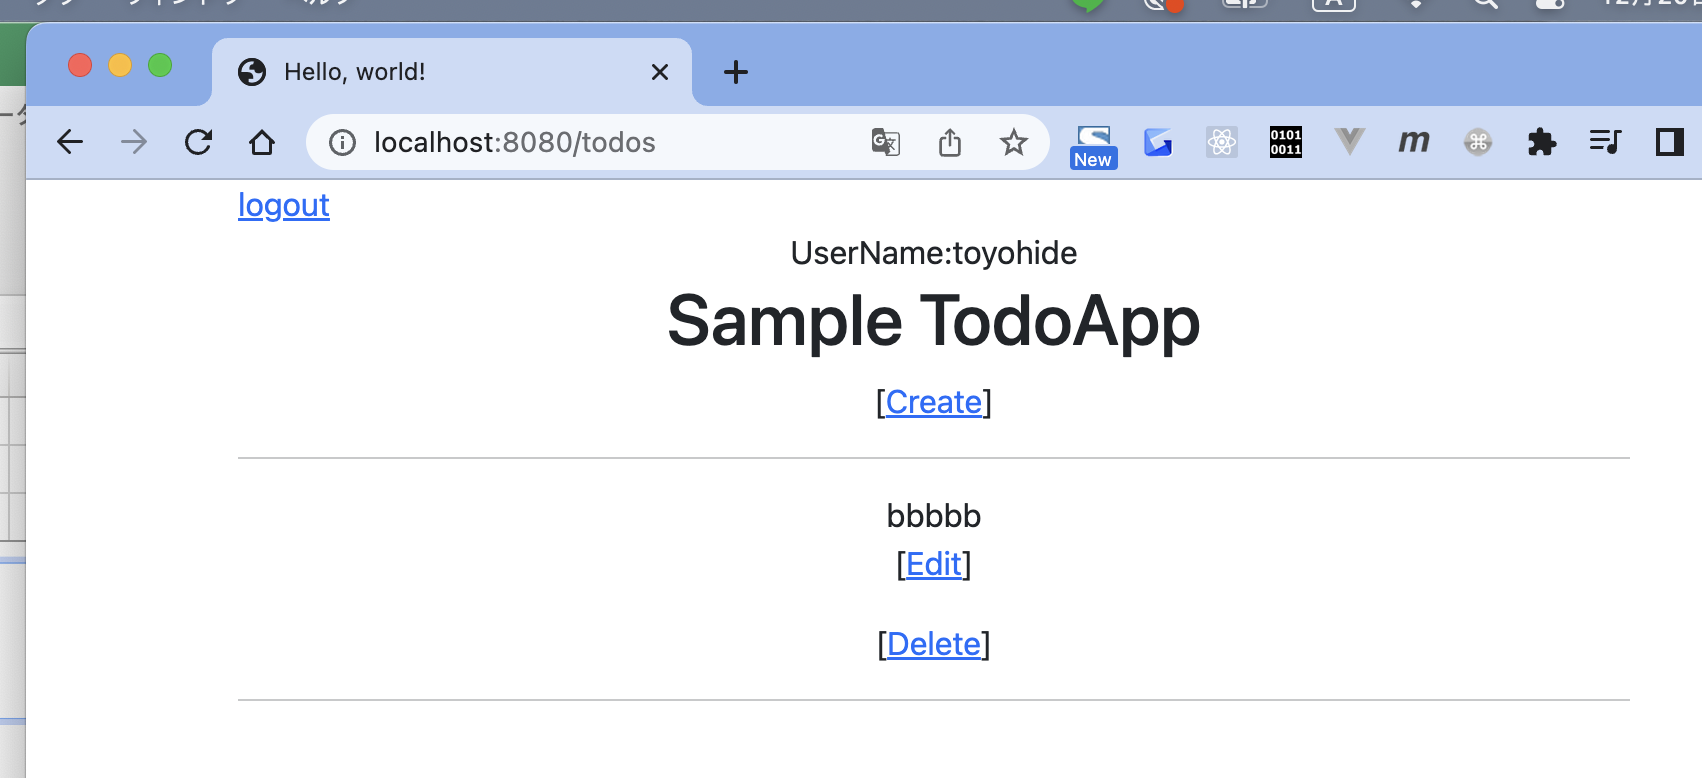 Hello, world!
localhost:8080/todos
New
0101
0011
m
logout
UserName:toyohide
Sample TodoApp
[Create]
bbbbb
[Edit]
[Delete]